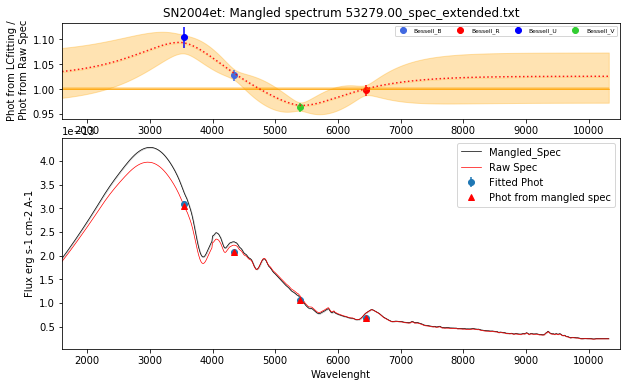 SN2004et: Mangled spectrum 53279.00_spec_extended.txt
Phot from LCfitting /
Phot from Raw Spec
1.10
1.05
1.00
0.95
Bessell_B
Bessell_R
Bessell_U
Bessell_V
2000 3000 4000 5000 6000 7000 8000 9000 10000
1e−13
Flux erg s-1 cm-2 A-1
4.0
3.5
3.0
2.5
2.0
1.5
1.0
0.5
Mangled_Spec
Raw Spec
Fitted Phot
Phot from mangled spec
2000 3000 4000 5000 6000 7000 8000 9000 10000
Wavelenght